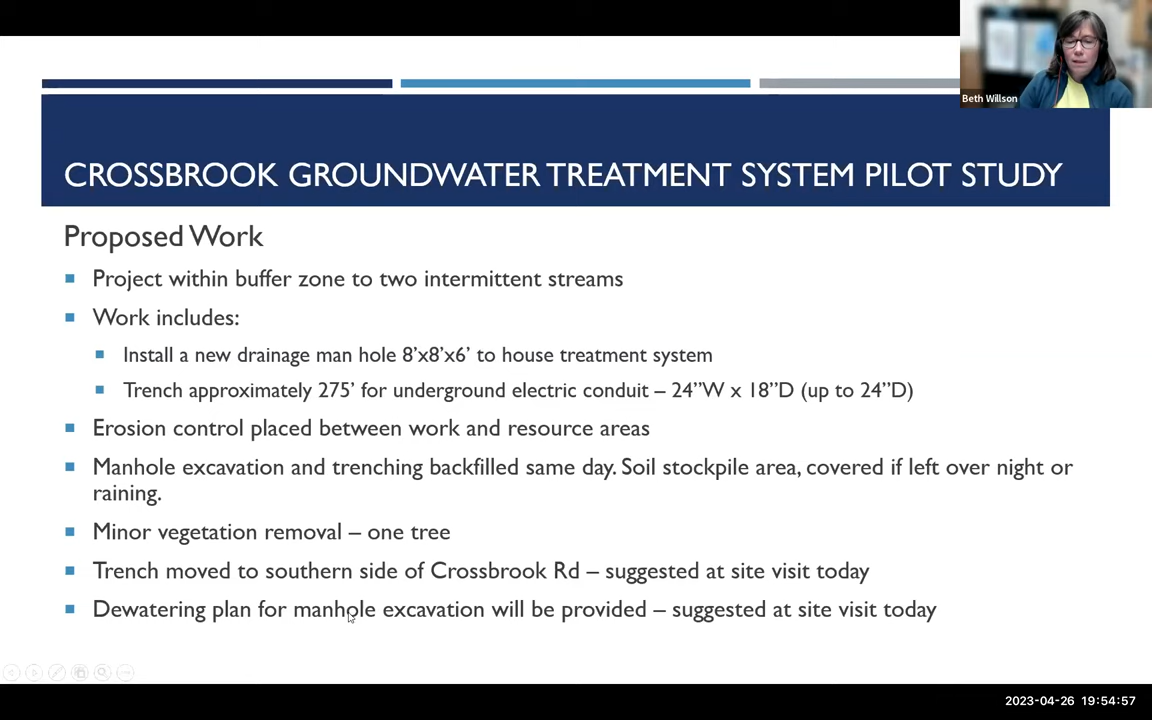 Beth Willson
CROSSBROOK GROUNDWATER TREATMENT SYSTEM PILOT STUDY
Proposed Work
Project within buffer zone to two intermittent streams
Work includes:
Install a new drainage man hole 8’x8’x6’ to house treatment system
Trench approximately 275’ for underground electric conduit – 24”W x 18”D (up to 24”D)
Erosion control placed between work and resource areas
Manhole excavation and trenching backfilled same day. Soil stockpile area, covered if left over night or
raining.
Minor vegetation removal – one tree
Trench moved to southern side of Crossbrook Rd – suggested at site visit today
Dewatering plan for manhole excavation will be provided – suggested at site visit today
2023-04-26 19:54:57